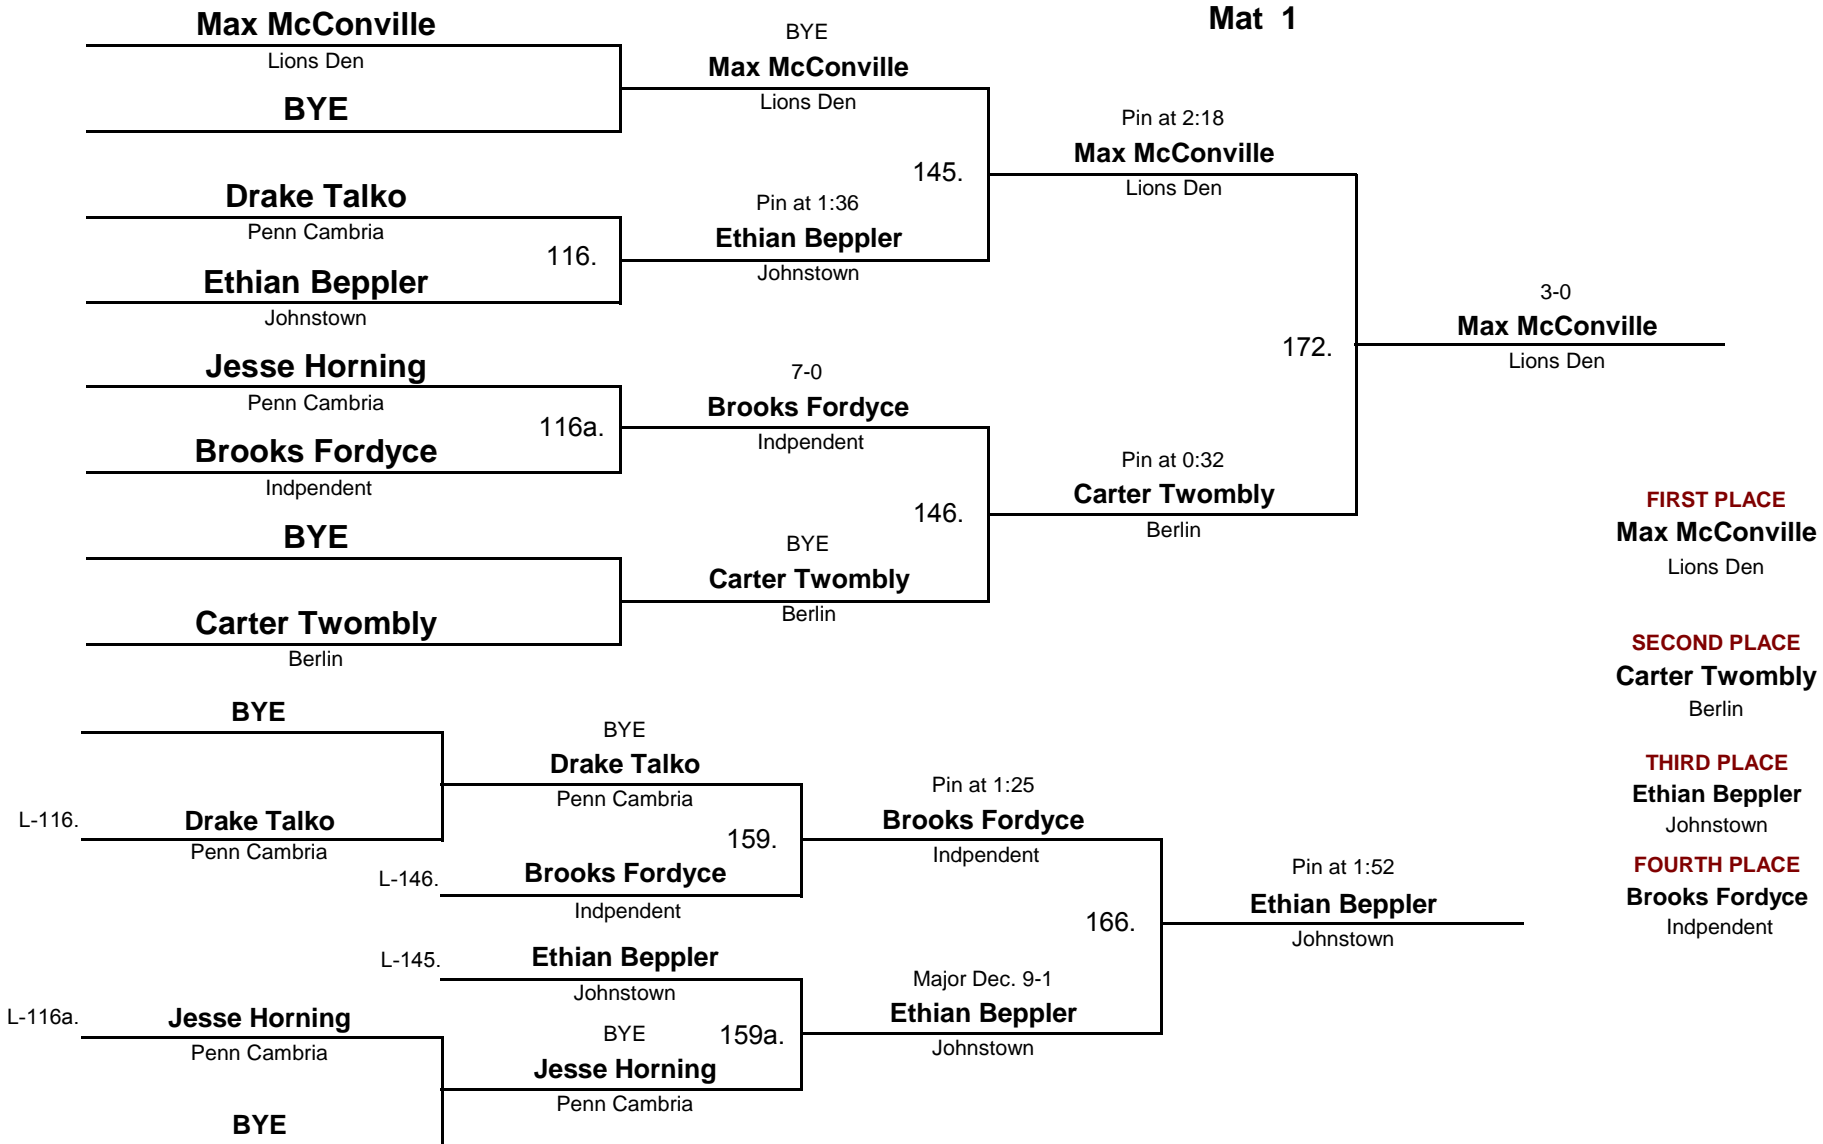 Mat 1
Max McConville
Lions Den
BYE
Drake Talko
Penn Cambria
116.
Ethian Beppler
Johnstown
Jesse Horning
Penn Cambria
116a.
Brooks Fordyce
Indpendent
BYE
Carter Twombly
Berlin
BYE
Max McConville
Lions Den
145.
Pin at 1:36
Ethian Beppler
Johnstown
7-0
Brooks Fordyce
Indpendent
146.
BYE
Carter Twombly
Berlin
Pin at 2:18
Max McConville
Lions Den
172.
Pin at 0:32
Carter Twombly
Berlin
3-0
Max McConville
Lions Den
FIRST PLACE
Max McConville
Lions Den
SECOND PLACE
Carter Twombly
Berlin
THIRD PLACE
Ethian Beppler
Johnstown
FOURTH PLACE
Brooks Fordyce
Indpendent
BYE
L-116.
Drake Talko
Penn Cambria
L-116a.
Jesse Horning
Penn Cambria
BYE
BYE
Drake Talko
Penn Cambria
159.
L-146.
Brooks Fordyce
Indpendent
L-145.
Ethian Beppler
Johnstown
159a.
BYE
Jesse Horning
Penn Cambria
Pin at 1:25
Brooks Fordyce
Indpendent
166.
Major Dec. 9-1
Ethian Beppler
Johnstown
Pin at 1:52
Ethian Beppler
Johnstown